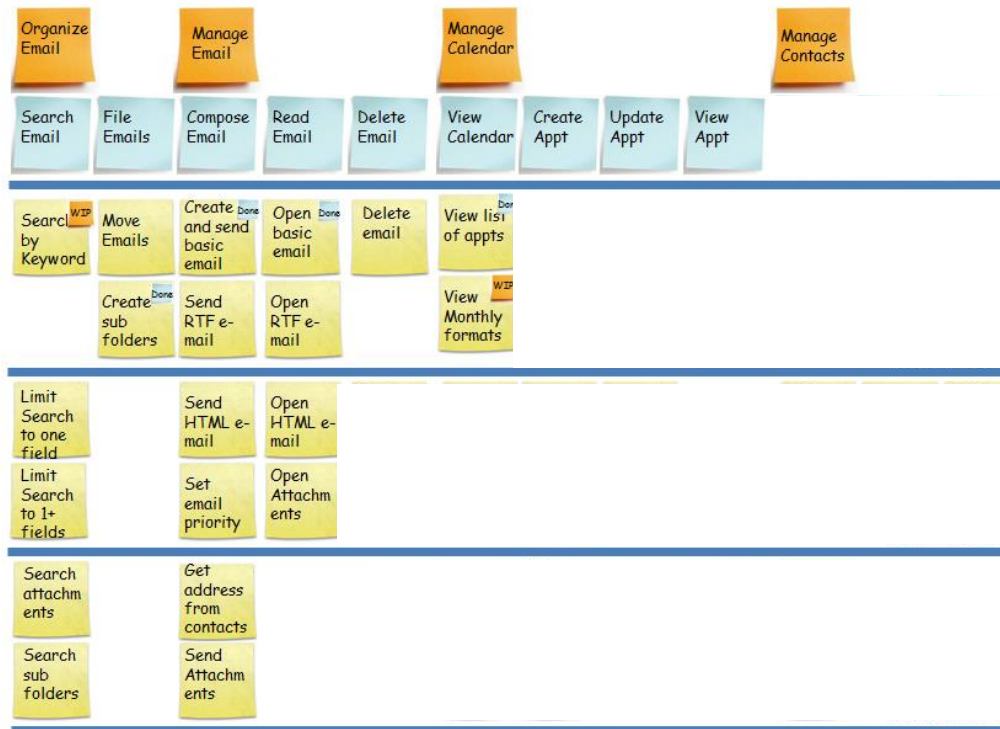 Organize
Email
Manage
Email
Manage
Calendar
Manage
Contacts
Search
Email
File
Emails
Compose
Email
Read
Email
Delete
Email
View
Calendar
Create
Appt
Update
Appt
View
Appt
Searc WIP
by
Keyword
Move
Emails
Create Done
and send
basic
email
Open Done
basic
email
Delete
email
View list Don
of appts
Create Done
sub
folders
Send
RTF e-
mail
Open
RTF e-
mail
View WIP
Monthly
formats
Limit
Search
to one
field
Send
HTML e-
mail
Open
HTML e-
mail
Limit
Search
to 1+
fields
Set
email
priority
Open
Attachm
ents
Search
attachm
ents
Get
address
from
contacts
Search
sub
folders
Send
Attachm
ents